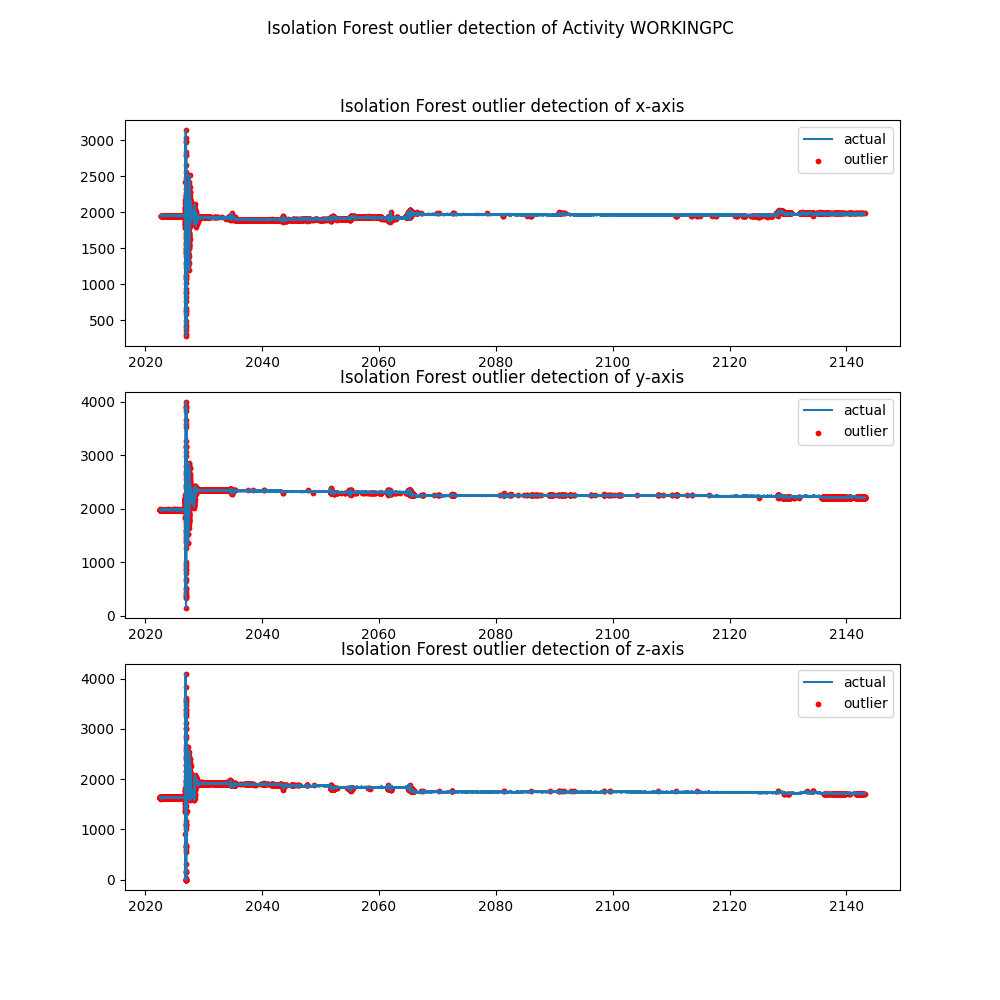 Isolation Forest outlier detection of Activity WORKINGPC
Isolation Forest outlier detection of x-axis
3000
2500
2000
1500
1000
500
actual
outlier
2020 2040 2060 2080 2100 2120 2140
Isolation Forest outlier detection of y-axis
4000
3000
2000
1000
0
actual
outlier
2020 2040 2060 2080 2100 2120 2140
Isolation Forest outlier detection of z-axis
4000
3000
2000
1000
0
actual
outlier
2020 2040 2060 2080 2100 2120 2140